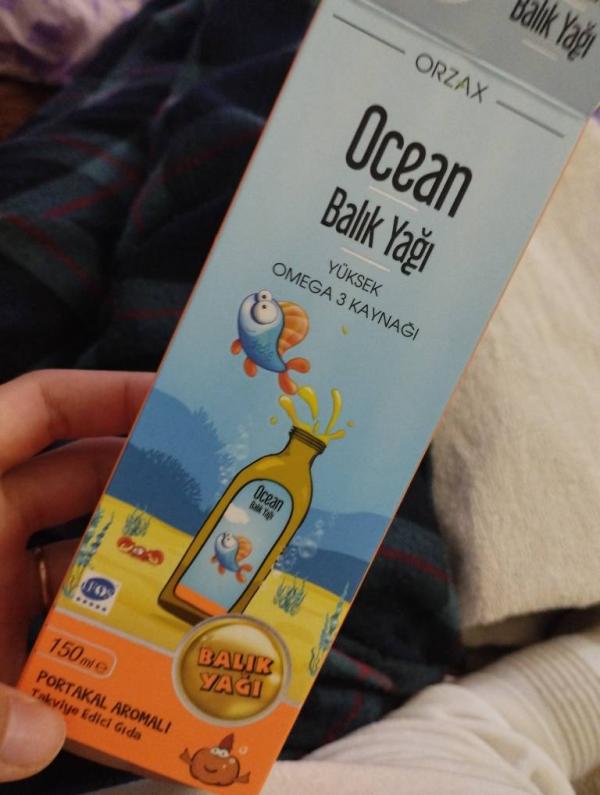 Balık Yağı
ORZAX
Ocean
Balık Yağı
YÜKSEK
OMEGA 3 KAYNAĞI
Ocean
Balık Yağı
IFOS
150 ml e
BALIK
YAĞI
PORTAKAL AROMALI
Takviye Edici Gıda